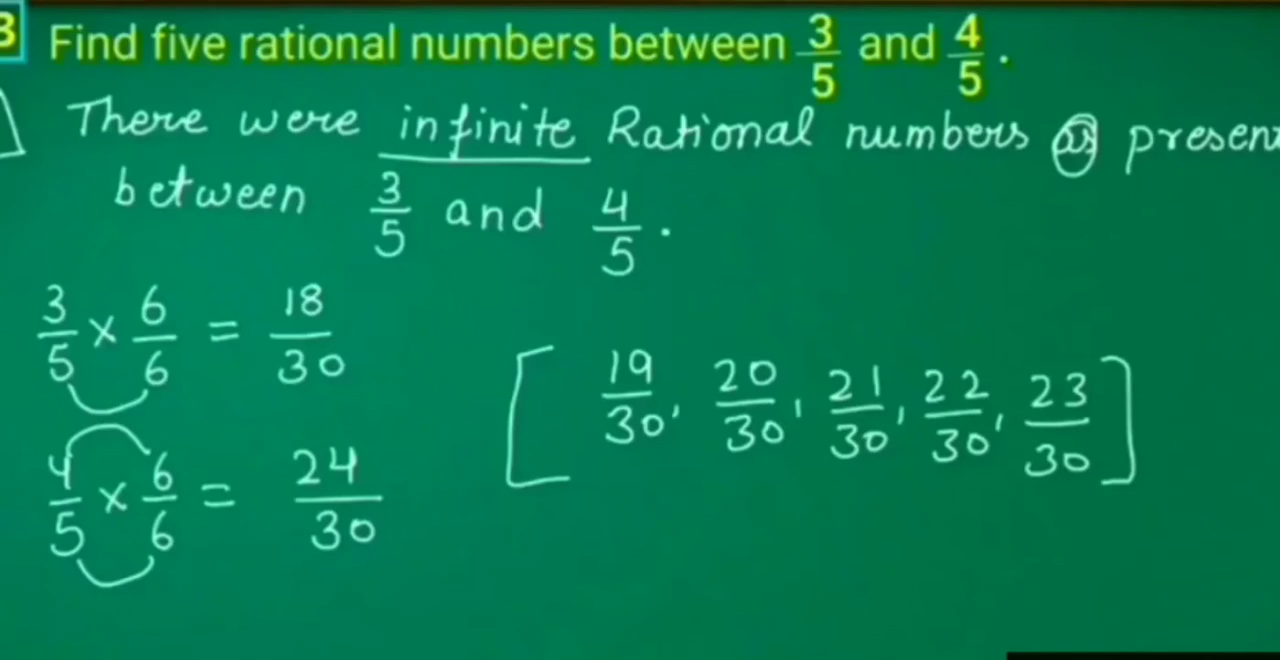 3 Find five rational numbers between 3/5 and 4/5.
There were infinite Rational numbers as presen
between 3/5 and 4/5.
3/5 × 6/6 = 18/30
4/5 × 6/6 = 24/30
[ 19/30, 20/30, 21/30, 22/30, 23/30 ]